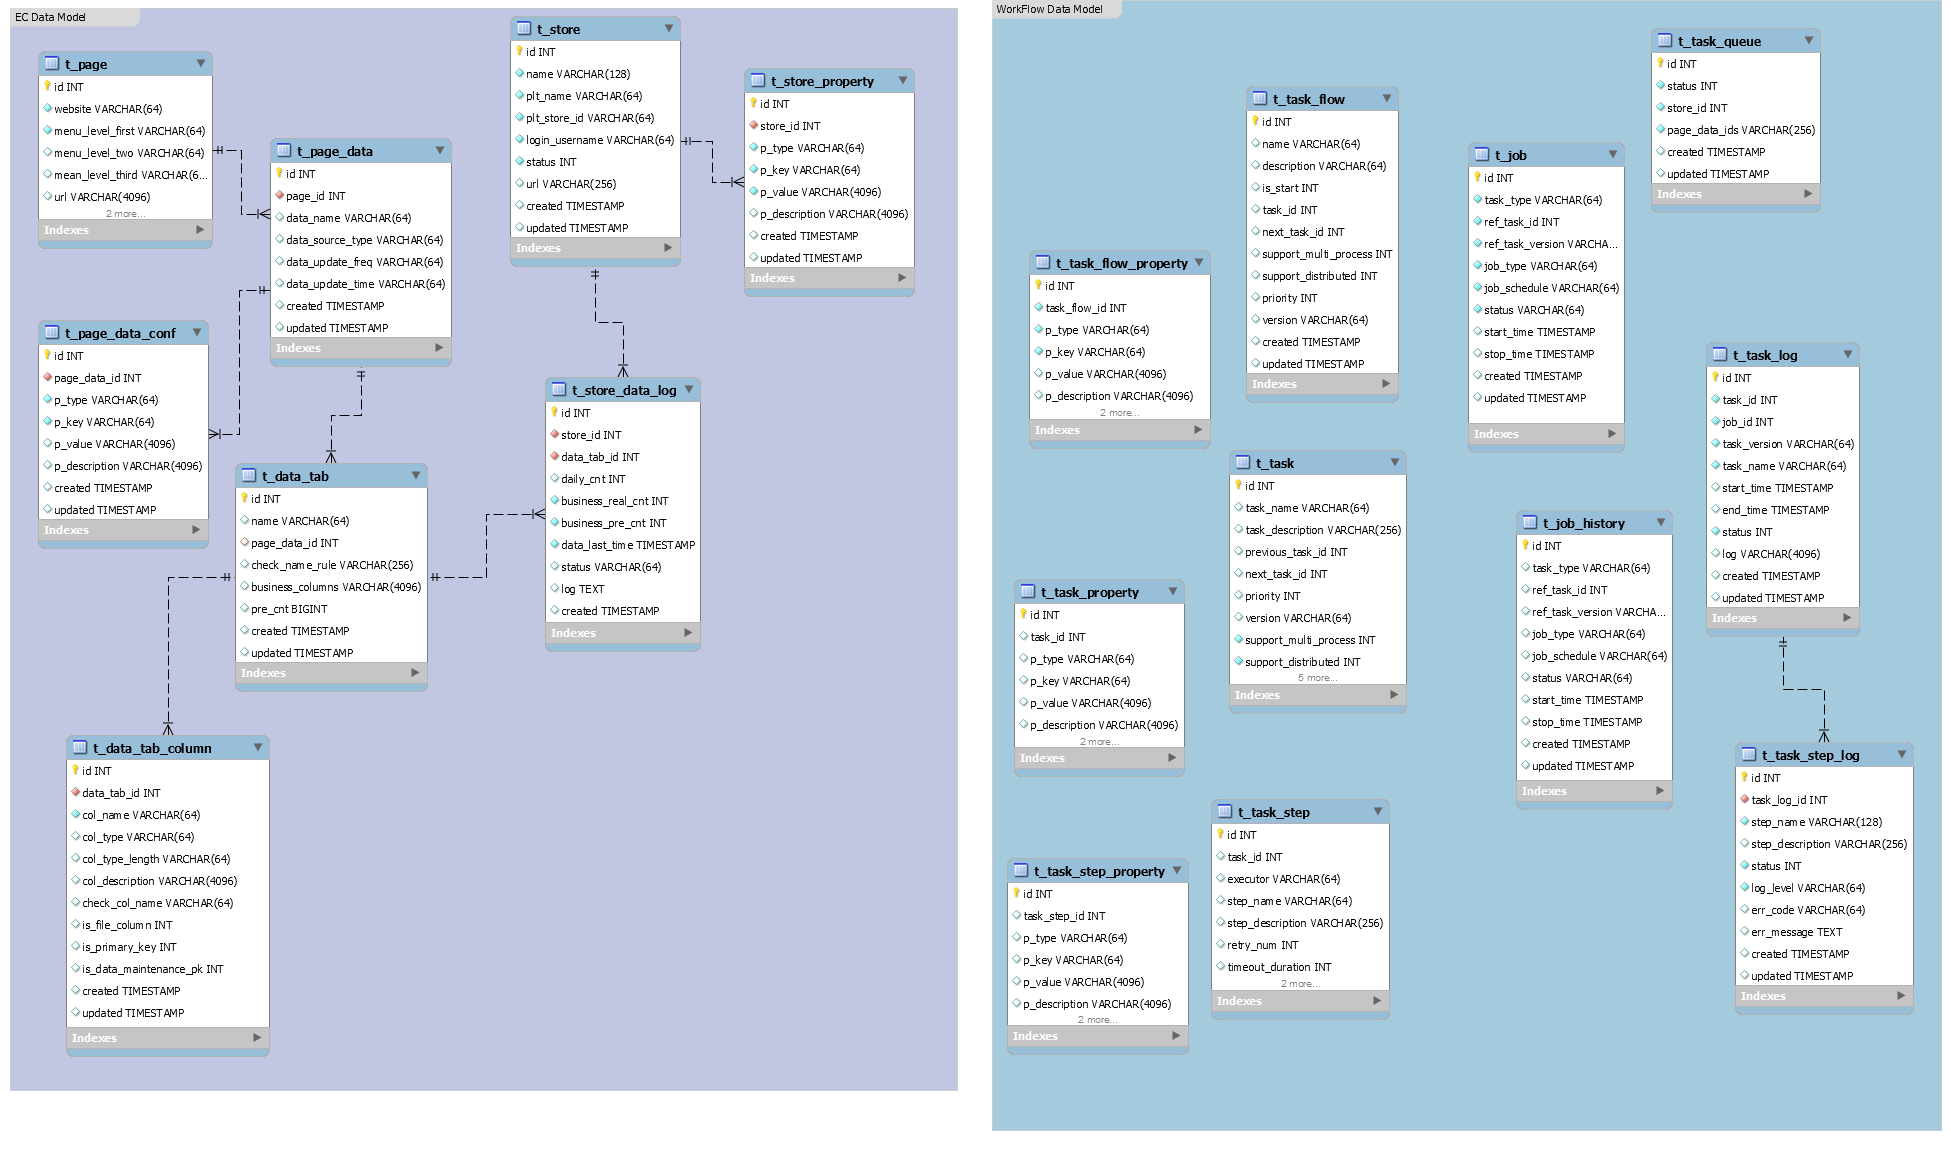 EC Data Model
t_page
id INT
website VARCHAR(64)
menu_level_first VARCHAR(64)
menu_level_two VARCHAR(64)
mean_level_third VARCHAR(6...
url VARCHAR(4096)
2 more...
Indexes
t_page_data
id INT
page_id INT
data_name VARCHAR(64)
data_source_type VARCHAR(64)
data_update_freq VARCHAR(64)
data_update_time VARCHAR(64)
created TIMESTAMP
updated TIMESTAMP
Indexes
t_store
id INT
name VARCHAR(128)
plt_name VARCHAR(64)
plt_store_id VARCHAR(64)
login_username VARCHAR(64)
status INT
url VARCHAR(256)
created TIMESTAMP
updated TIMESTAMP
Indexes
t_store_property
id INT
store_id INT
p_type VARCHAR(64)
p_key VARCHAR(64)
p_value VARCHAR(4096)
p_description VARCHAR(4096)
created TIMESTAMP
updated TIMESTAMP
Indexes
t_page_data_conf
id INT
page_data_id INT
p_type VARCHAR(64)
p_key VARCHAR(64)
p_value VARCHAR(4096)
p_description VARCHAR(4096)
created TIMESTAMP
updated TIMESTAMP
Indexes
t_data_tab
id INT
name VARCHAR(64)
page_data_id INT
check_name_rule VARCHAR(256)
business_columns VARCHAR(4096)
pre_cnt BIGINT
created TIMESTAMP
updated TIMESTAMP
Indexes
t_store_data_log
id INT
store_id INT
data_tab_id INT
daily_cnt INT
business_real_cnt INT
business_pre_cnt INT
data_last_time TIMESTAMP
status VARCHAR(64)
log TEXT
created TIMESTAMP
Indexes
t_data_tab_column
id INT
data_tab_id INT
col_name VARCHAR(64)
col_type VARCHAR(64)
col_type_length VARCHAR(64)
col_description VARCHAR(4096)
check_col_name VARCHAR(64)
is_file_column INT
is_primary_key INT
is_data_maintenance_pk INT
created TIMESTAMP
updated TIMESTAMP
Indexes
WorkFlow Data Model
t_task_flow_property
id INT
task_flow_id INT
p_type VARCHAR(64)
p_key VARCHAR(64)
p_value VARCHAR(4096)
p_description VARCHAR(4096)
2 more...
Indexes
t_task_flow
id INT
name VARCHAR(64)
description VARCHAR(64)
is_start INT
task_id INT
next_task_id INT
support_multi_process INT
support_distributed INT
priority INT
version VARCHAR(64)
created TIMESTAMP
updated TIMESTAMP
Indexes
t_job
id INT
task_type VARCHAR(64)
ref_task_id INT
ref_task_version VARCHA...
job_type VARCHAR(64)
job_schedule VARCHAR(64)
status VARCHAR(64)
start_time TIMESTAMP
stop_time TIMESTAMP
created TIMESTAMP
updated TIMESTAMP
Indexes
t_task_queue
id INT
status INT
store_id INT
page_data_ids VARCHAR(256)
created TIMESTAMP
updated TIMESTAMP
Indexes
t_task_property
id INT
task_id INT
p_type VARCHAR(64)
p_key VARCHAR(64)
p_value VARCHAR(4096)
p_description VARCHAR(4096)
2 more...
Indexes
t_task
id INT
task_name VARCHAR(64)
task_description VARCHAR(256)
previous_task_id INT
next_task_id INT
priority INT
version VARCHAR(64)
support_multi_process INT
support_distributed INT
5 more...
Indexes
t_job_history
id INT
task_type VARCHAR(64)
ref_task_id INT
ref_task_version VARCHA...
job_type VARCHAR(64)
job_schedule VARCHAR(64)
status VARCHAR(64)
start_time TIMESTAMP
stop_time TIMESTAMP
created TIMESTAMP
updated TIMESTAMP
Indexes
t_task_log
id INT
task_id INT
job_id INT
task_version VARCHAR(64)
task_name VARCHAR(64)
start_time TIMESTAMP
end_time TIMESTAMP
status INT
log VARCHAR(4096)
created TIMESTAMP
updated TIMESTAMP
Indexes
t_task_step_property
id INT
task_step_id INT
p_type VARCHAR(64)
p_key VARCHAR(64)
p_value VARCHAR(4096)
p_description VARCHAR(4096)
2 more...
Indexes
t_task_step
id INT
task_id INT
executor VARCHAR(64)
step_name VARCHAR(64)
step_description VARCHAR(256)
retry_num INT
timeout_duration INT
2 more...
Indexes
t_task_step_log
id INT
task_log_id INT
step_name VARCHAR(128)
step_description VARCHAR(256)
status INT
log_level VARCHAR(64)
err_code VARCHAR(64)
err_message TEXT
created TIMESTAMP
updated TIMESTAMP
Indexes